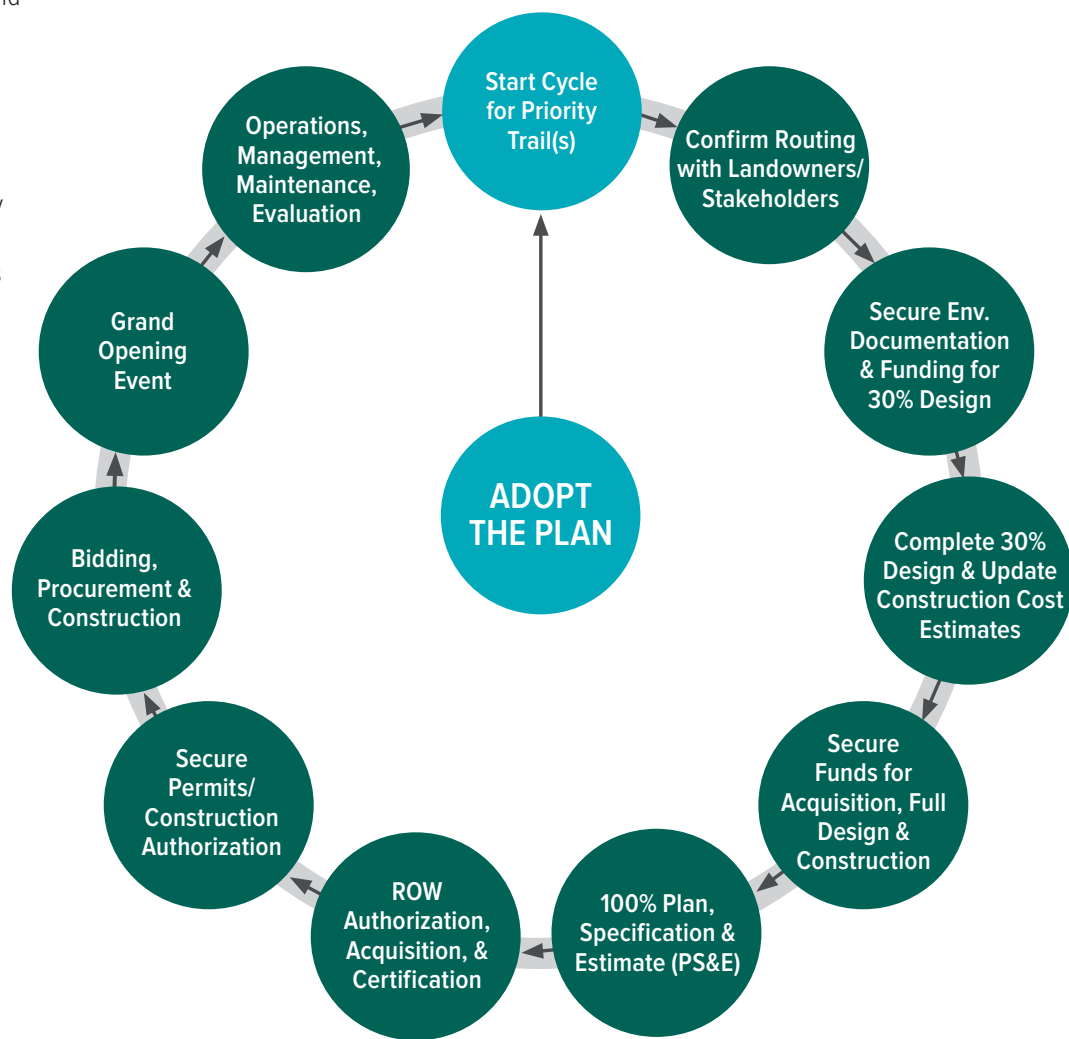 Start Cycle
for Priority
Trail(s)
Confirm Routing
with Landowners/
Stakeholders
Secure Env.
Documentation
& Funding for
30% Design
Complete 30%
Design & Update
Construction Cost
Estimates
Secure
Funds for
Acquisition, Full
Design &
Construction
100% Plan,
Specification &
Estimate (PS&E)
ROW
Authorization,
Acquisition, &
Certification
Secure
Permits/
Construction
Authorization
Bidding,
Procurement &
Construction
Grand
Opening
Event
Operations,
Management,
Maintenance,
Evaluation
ADOPT
THE PLAN